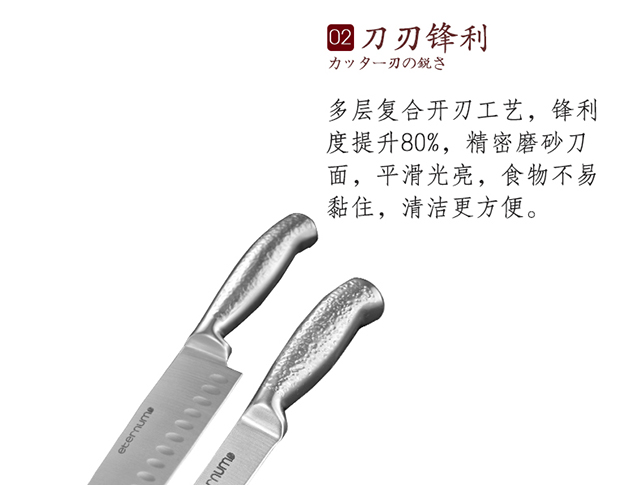 02 刀刃锋利
カッター刃の鋭さ
多层复合开刃工艺，锋利
度提升80%，精密磨砂刀
面，平滑光亮，食物不易
黏住，清洁更方便。
eternum
rnum